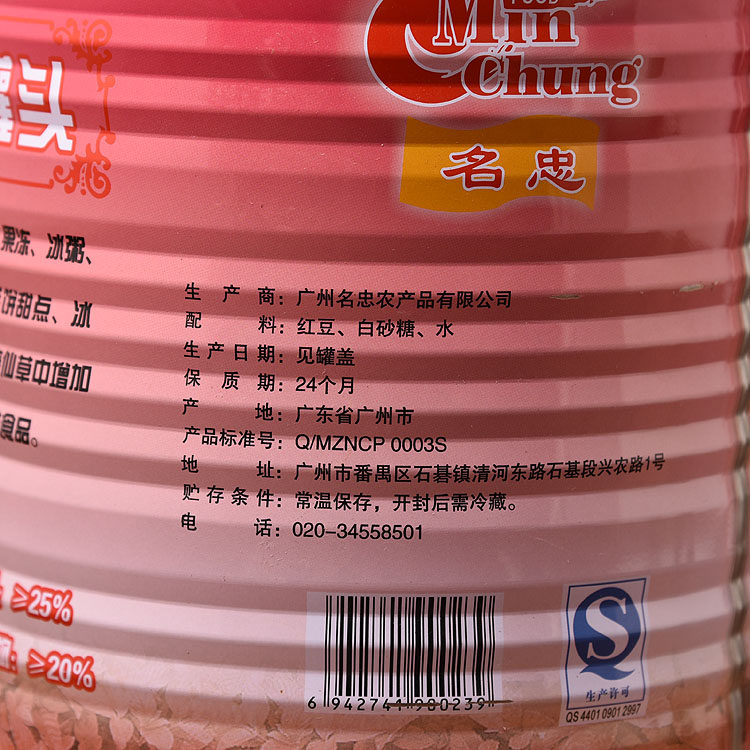 Min
Chung
名忠
头
果冻、冰粥、
饼甜点、冰
仙草中增加
食品。
生产商：广州名忠农产品有限公司
配料：红豆、白砂糖、水
生产日期：见罐盖
保质期：24个月
产地：广东省广州市
产品标准号：Q/MZNCP 0003S
地址：广州市番禺区石碁镇清河东路石基段兴农路1号
贮存条件：常温保存，开封后需冷藏。
电话：020-34558501
≥25%
≥20%
6 942741 900239
生产许可
QS 4401 0901 2997